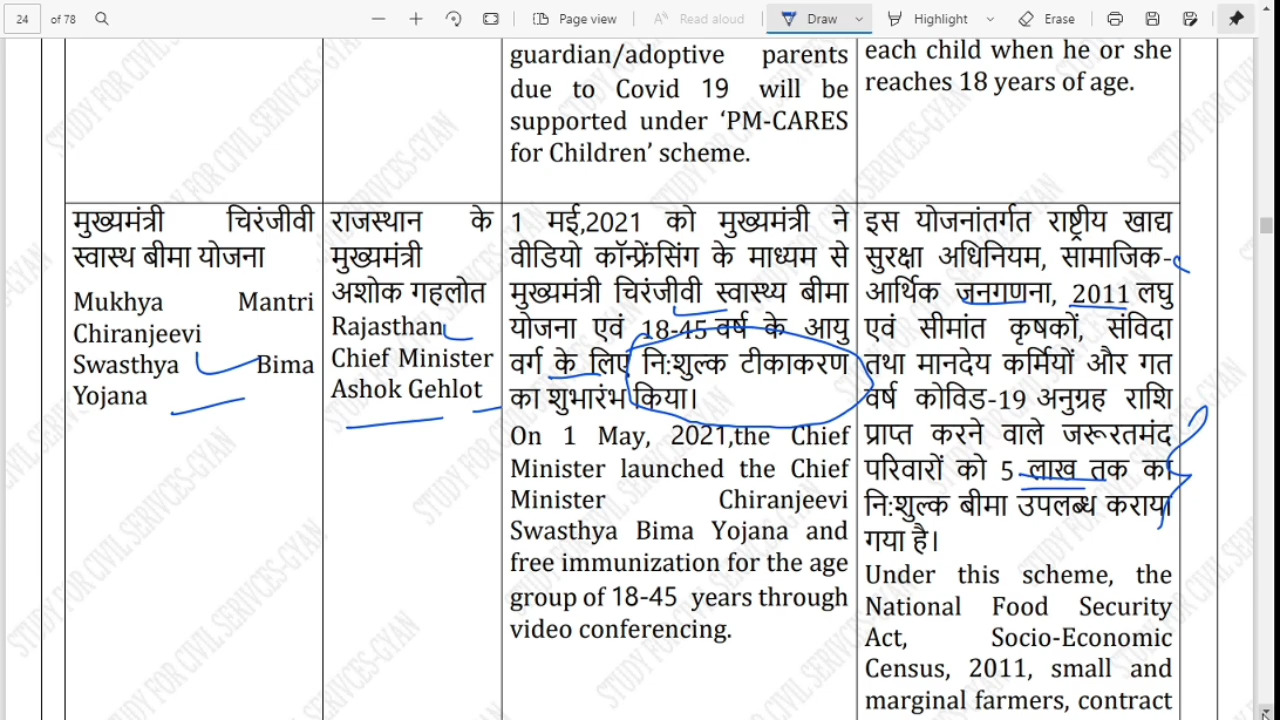 24 of 78
Page view
Read aloud
Draw
Highlight
Erase
guardian/adoptive parents
due to Covid 19 will be
supported under ‘PM-CARES
for Children’ scheme.
each child when he or she
reaches 18 years of age.
मुख्यमंत्री चिरंजीवी
स्वास्थ बीमा योजना
Mukhya Mantri
Chiranjeevi
Swasthya Bima
Yojana
राजस्थान के
मुख्यमंत्री
अशोक गहलोत
Rajasthan
Chief Minister
Ashok Gehlot
1 मई,2021 को मुख्यमंत्री ने
वीडियो कॉन्फ्रेंसिंग के माध्यम से
मुख्यमंत्री चिरंजीवी स्वास्थ्य बीमा
योजना एवं 18-45 वर्ष के आयु
वर्ग के लिए नि:शुल्क टीकाकरण
का शुभारंभ किया।
On 1 May, 2021,the Chief
Minister launched the Chief
Minister Chiranjeevi
Swasthya Bima Yojana and
free immunization for the age
group of 18-45 years through
video conferencing.
इस योजनांतर्गत राष्ट्रीय खाद्य
सुरक्षा अधिनियम, सामाजिक-
आर्थिक जनगणना, 2011 लघु
एवं सीमांत कृषकों, संविदा
तथा मानदेय कर्मियों और गत
वर्ष कोविड-19 अनुग्रह राशि
प्राप्त करने वाले जरूरतमंद
परिवारों को 5 लाख तक का
नि:शुल्क बीमा उपलब्ध कराया
गया है।
Under this scheme, the
National Food Security
Act, Socio-Economic
Census, 2011, small and
marginal farmers, contract
STUDY FOR CIVIL SERIVCES-GYAN